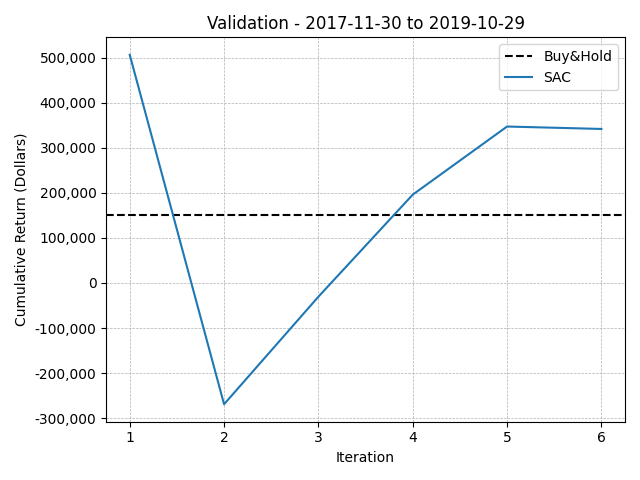 Validation - 2017-11-30 to 2019-10-29
Buy&Hold
SAC
Cumulative Return (Dollars)
500,000
400,000
300,000
200,000
100,000
0
-100,000
-200,000
-300,000
1 2 3 4 5 6
Iteration